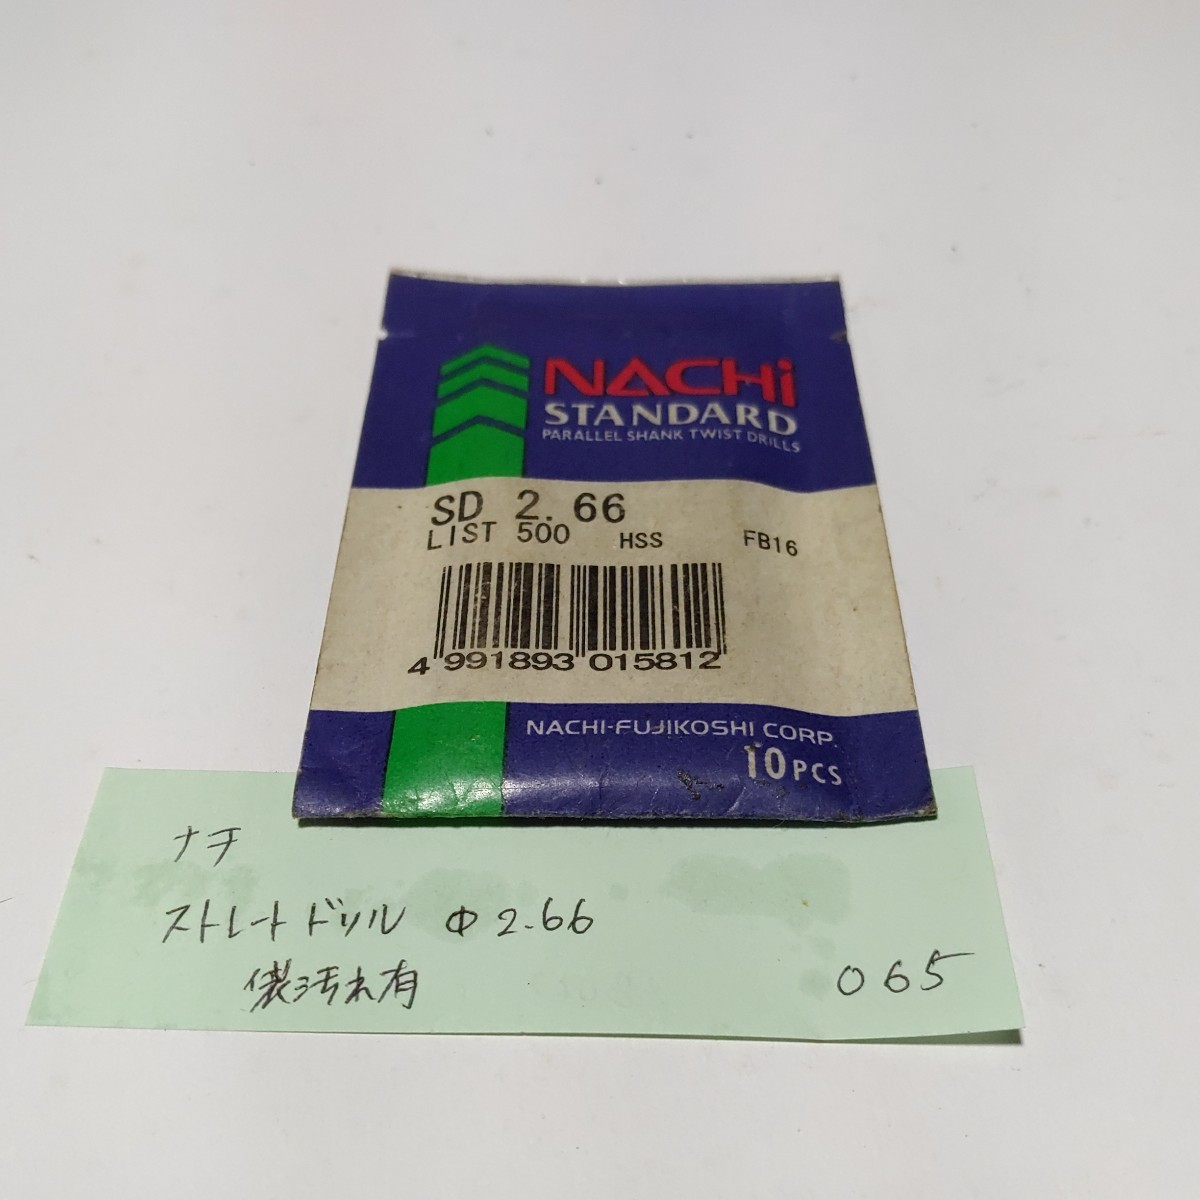 NACHi
STANDARD
PARALLEL SHANK TWIST DRILLS
SD 2.66
LIST 500 HSS FB16
4 991893 015812
NACHI-FUJIKOSHI CORP.
10PCS
ナチ
ストレートドリル Φ2.66
汚れ有
065